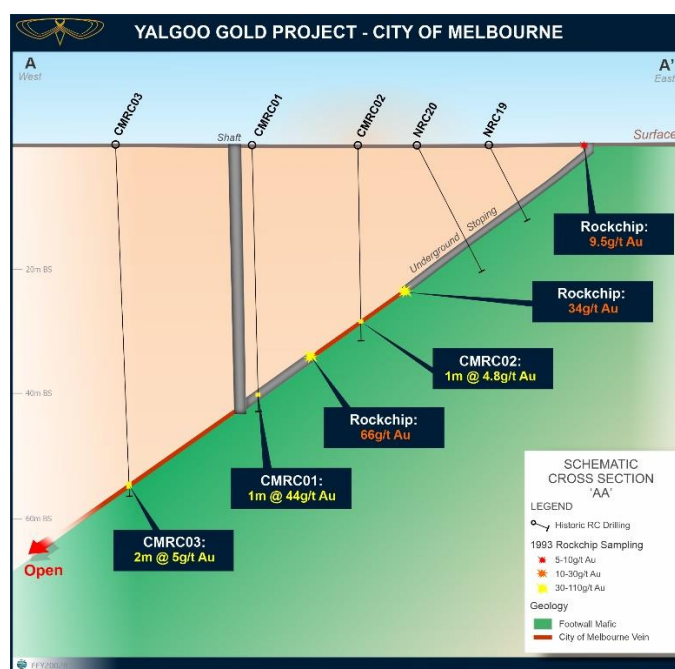 YALGOO GOLD PROJECT - CITY OF MELBOURNE
A
West
A'
East
CMRC03
Shaft
CMRC01
CMRC02
NRC20
NRC19
Surface
Underground Stoping
Rockchip:
9.5g/t Au
20m BS
Rockchip:
34g/t Au
CMRC02:
1m @ 4.8g/t Au
40m BS
Rockchip:
66g/t Au
CMRC01:
1m @ 44g/t Au
CMRC03:
2m @ 5g/t Au
60m BS
Open
SCHEMATIC
CROSS SECTION
'AA'
LEGEND
Historic RC Drilling
1993 Rockchip Sampling
5-10g/t Au
10-30g/t Au
30-110g/t Au
Geology
Footwall Mafic
City of Melbourne Vein